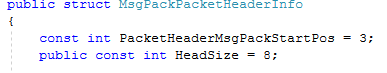 public struct MsgPackPacketHeaderInfo
{
const int PacketHeaderMsgPackStartPos = 3;
public const int HeadSize = 8;